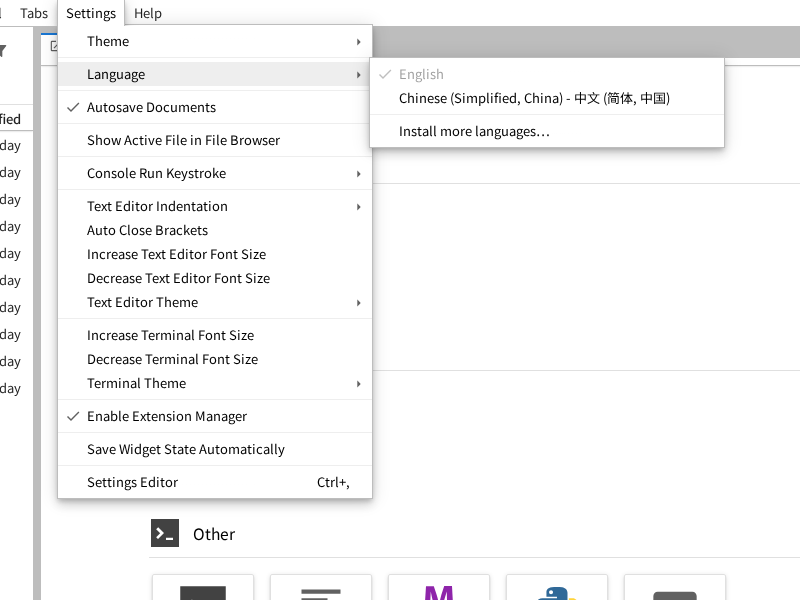 Tabs Settings Help
Theme
Language
English
Chinese (Simplified, China) - 中文 (简体, 中国)
Install more languages…
Autosave Documents
Show Active File in File Browser
Console Run Keystroke
Text Editor Indentation
Auto Close Brackets
Increase Text Editor Font Size
Decrease Text Editor Font Size
Text Editor Theme
Increase Terminal Font Size
Decrease Terminal Font Size
Terminal Theme
Enable Extension Manager
Save Widget State Automatically
Settings Editor Ctrl+,
fied
day
day
day
day
day
day
day
day
day
day
Other